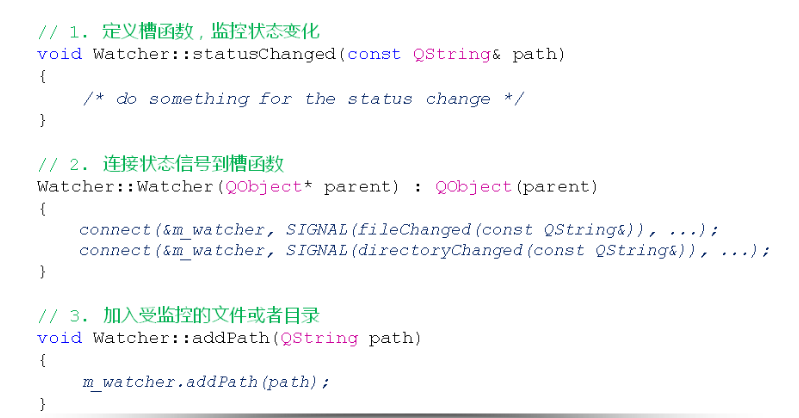 // 1. 定义槽函数，监控状态变化
void Watcher::statusChanged(const QString& path)
{
/* do something for the status change */
}
// 2. 连接状态信号到槽函数
Watcher::Watcher(QObject* parent) : QObject(parent)
{
connect(&m_watcher, SIGNAL(fileChanged(const QString&)), ...);
connect(&m_watcher, SIGNAL(directoryChanged(const QString&)), ...);
}
// 3. 加入受监控的文件或者目录
void Watcher::addPath(QString path)
{
m_watcher.addPath(path);
}